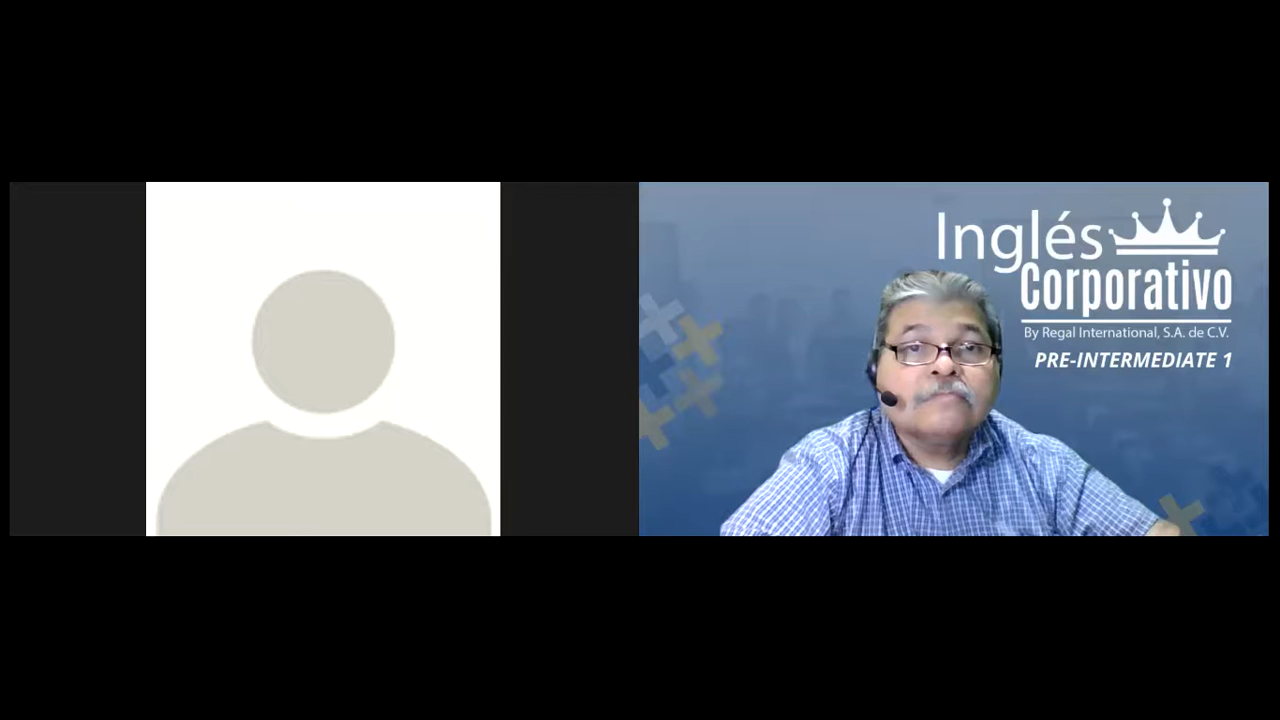 Inglés
Corporativo
By Regal International, S.A. de C.V.
PRE-INTERMEDIATE 1